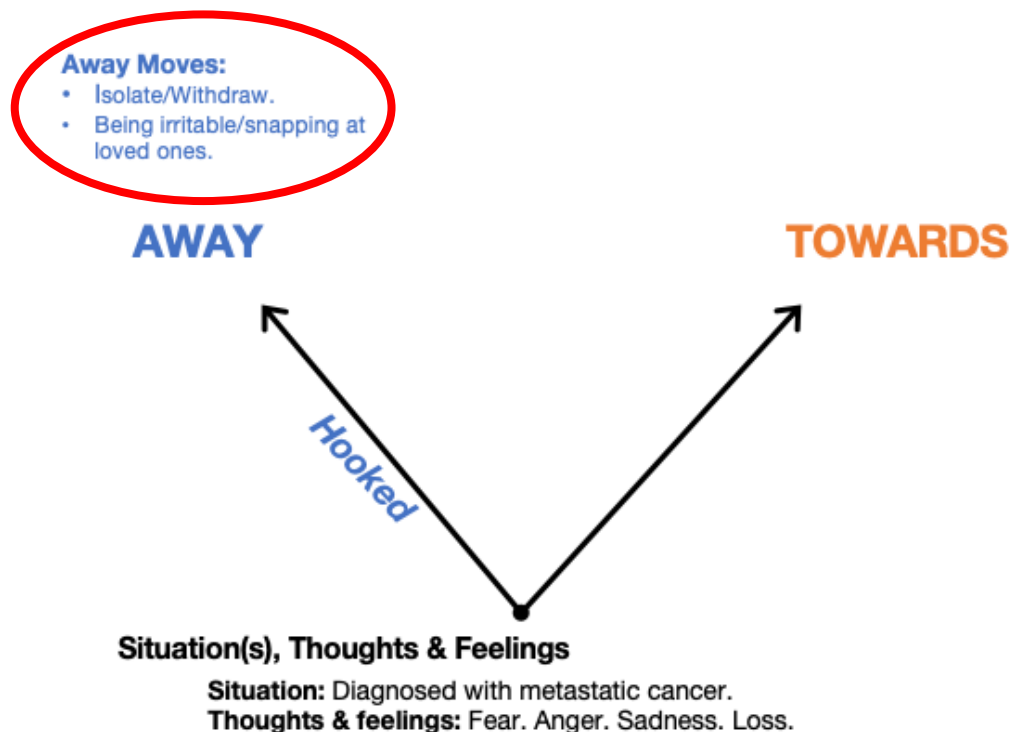 Away Moves:
• Isolate/Withdraw.
• Being irritable/snapping at
loved ones.
AWAY
TOWARDS
Hooked
Situation(s), Thoughts & Feelings
Situation: Diagnosed with metastatic cancer.
Thoughts & feelings: Fear. Anger. Sadness. Loss.